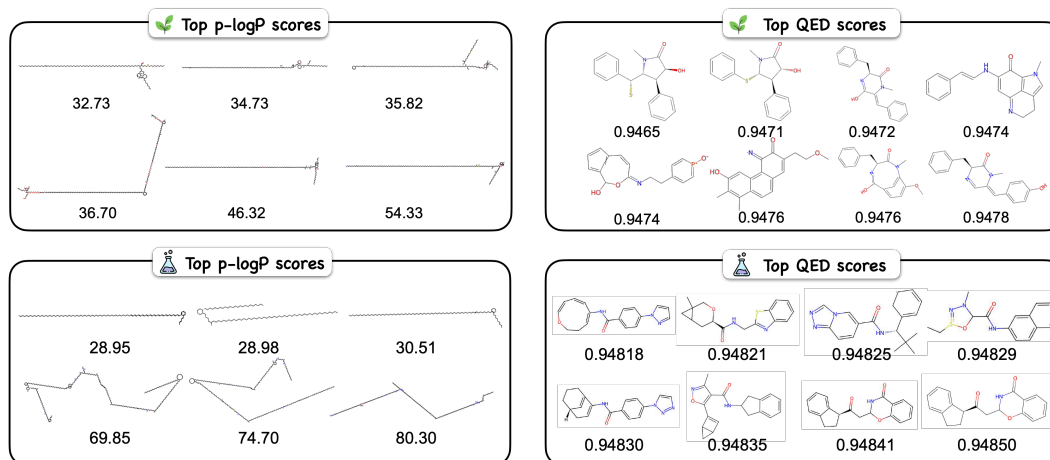 Top p-logP scores
32.73 34.73 35.82
36.70 46.32 54.33
Top QED scores
0.9465 0.9471 0.9472 0.9474
0.9474 0.9476 0.9476 0.9478
Top p-logP scores
28.95 28.98 30.51
69.85 74.70 80.30
Top QED scores
0.94818 0.94821 0.94825 0.94829
0.94830 0.94835 0.94841 0.94850